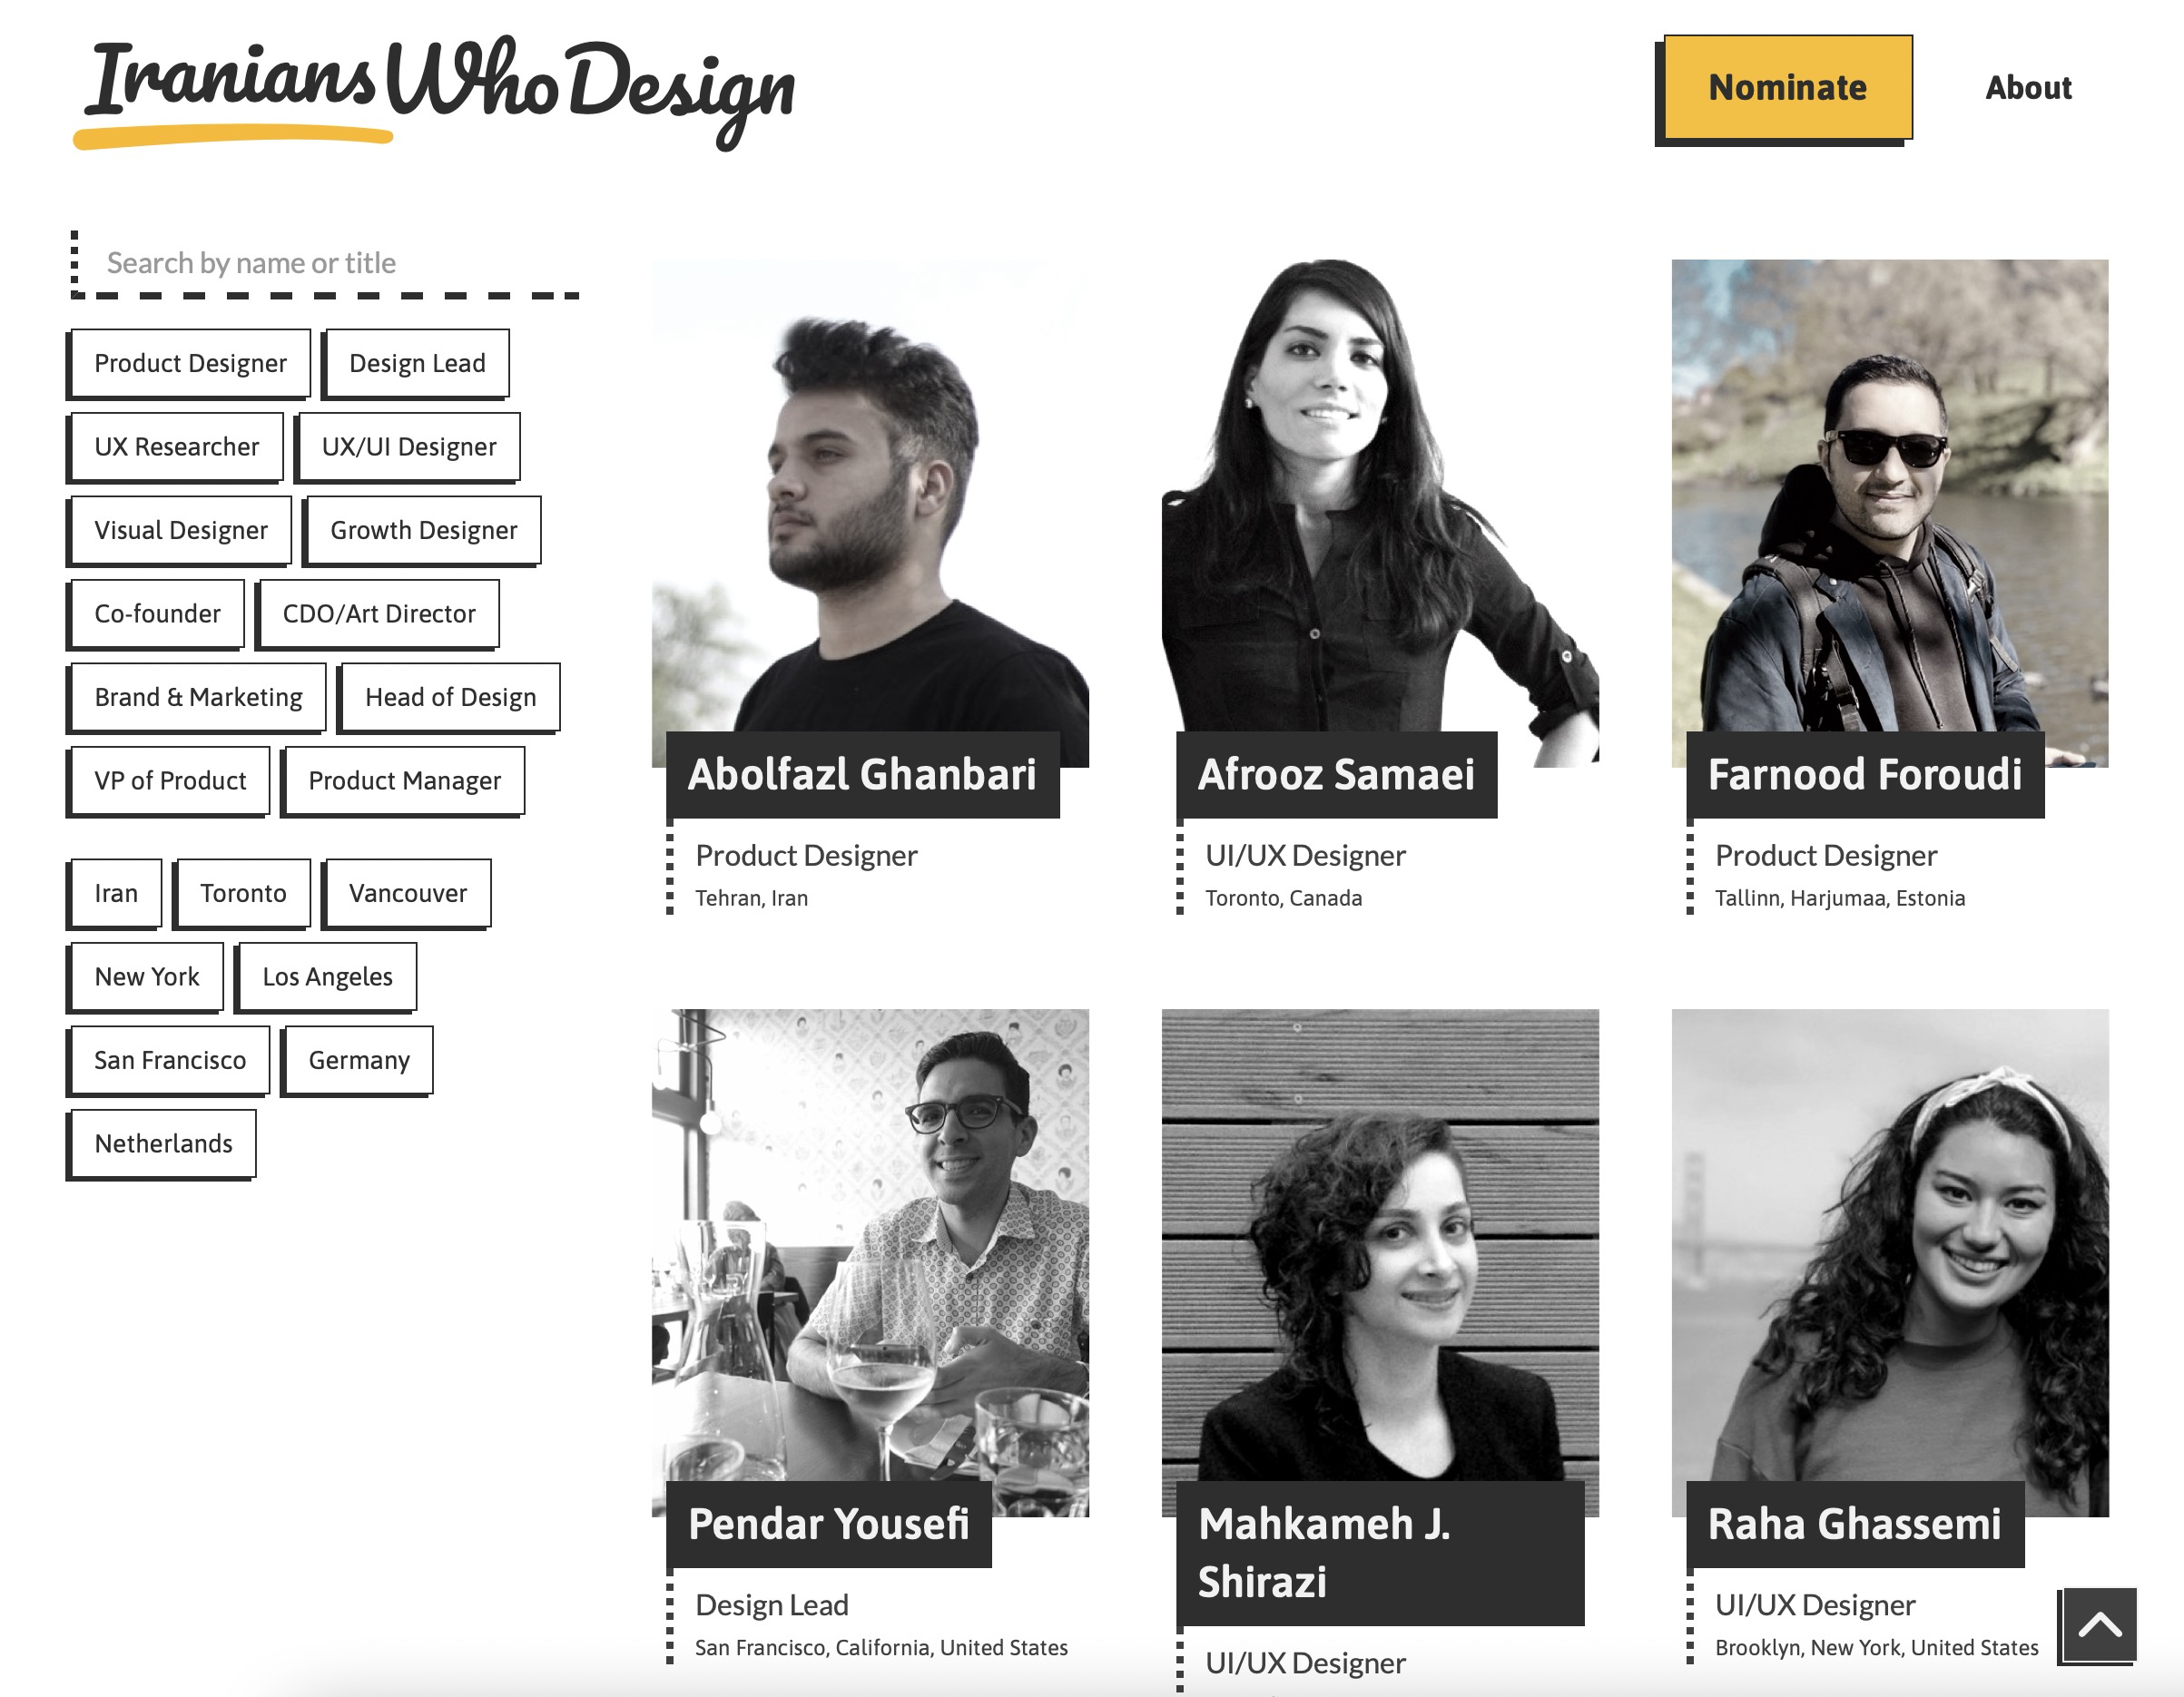 Iranians Who Design
Nominate
About
Search by name or title
Product Designer
Design Lead
UX Researcher
UX/UI Designer
Visual Designer
Growth Designer
Co-founder
CDO/Art Director
Brand & Marketing
Head of Design
VP of Product
Product Manager
Iran
Toronto
Vancouver
New York
Los Angeles
San Francisco
Germany
Netherlands
Abolfazl Ghanbari
Product Designer
Tehran, Iran
Afrooz Samaei
UI/UX Designer
Toronto, Canada
Farnood Foroudi
Product Designer
Tallinn, Harjumaa, Estonia
Pendar Yousefi
Design Lead
San Francisco, California, United States
Mahkameh J.
Shirazi
UI/UX Designer
Raha Ghassemi
UI/UX Designer
Brooklyn, New York, United States